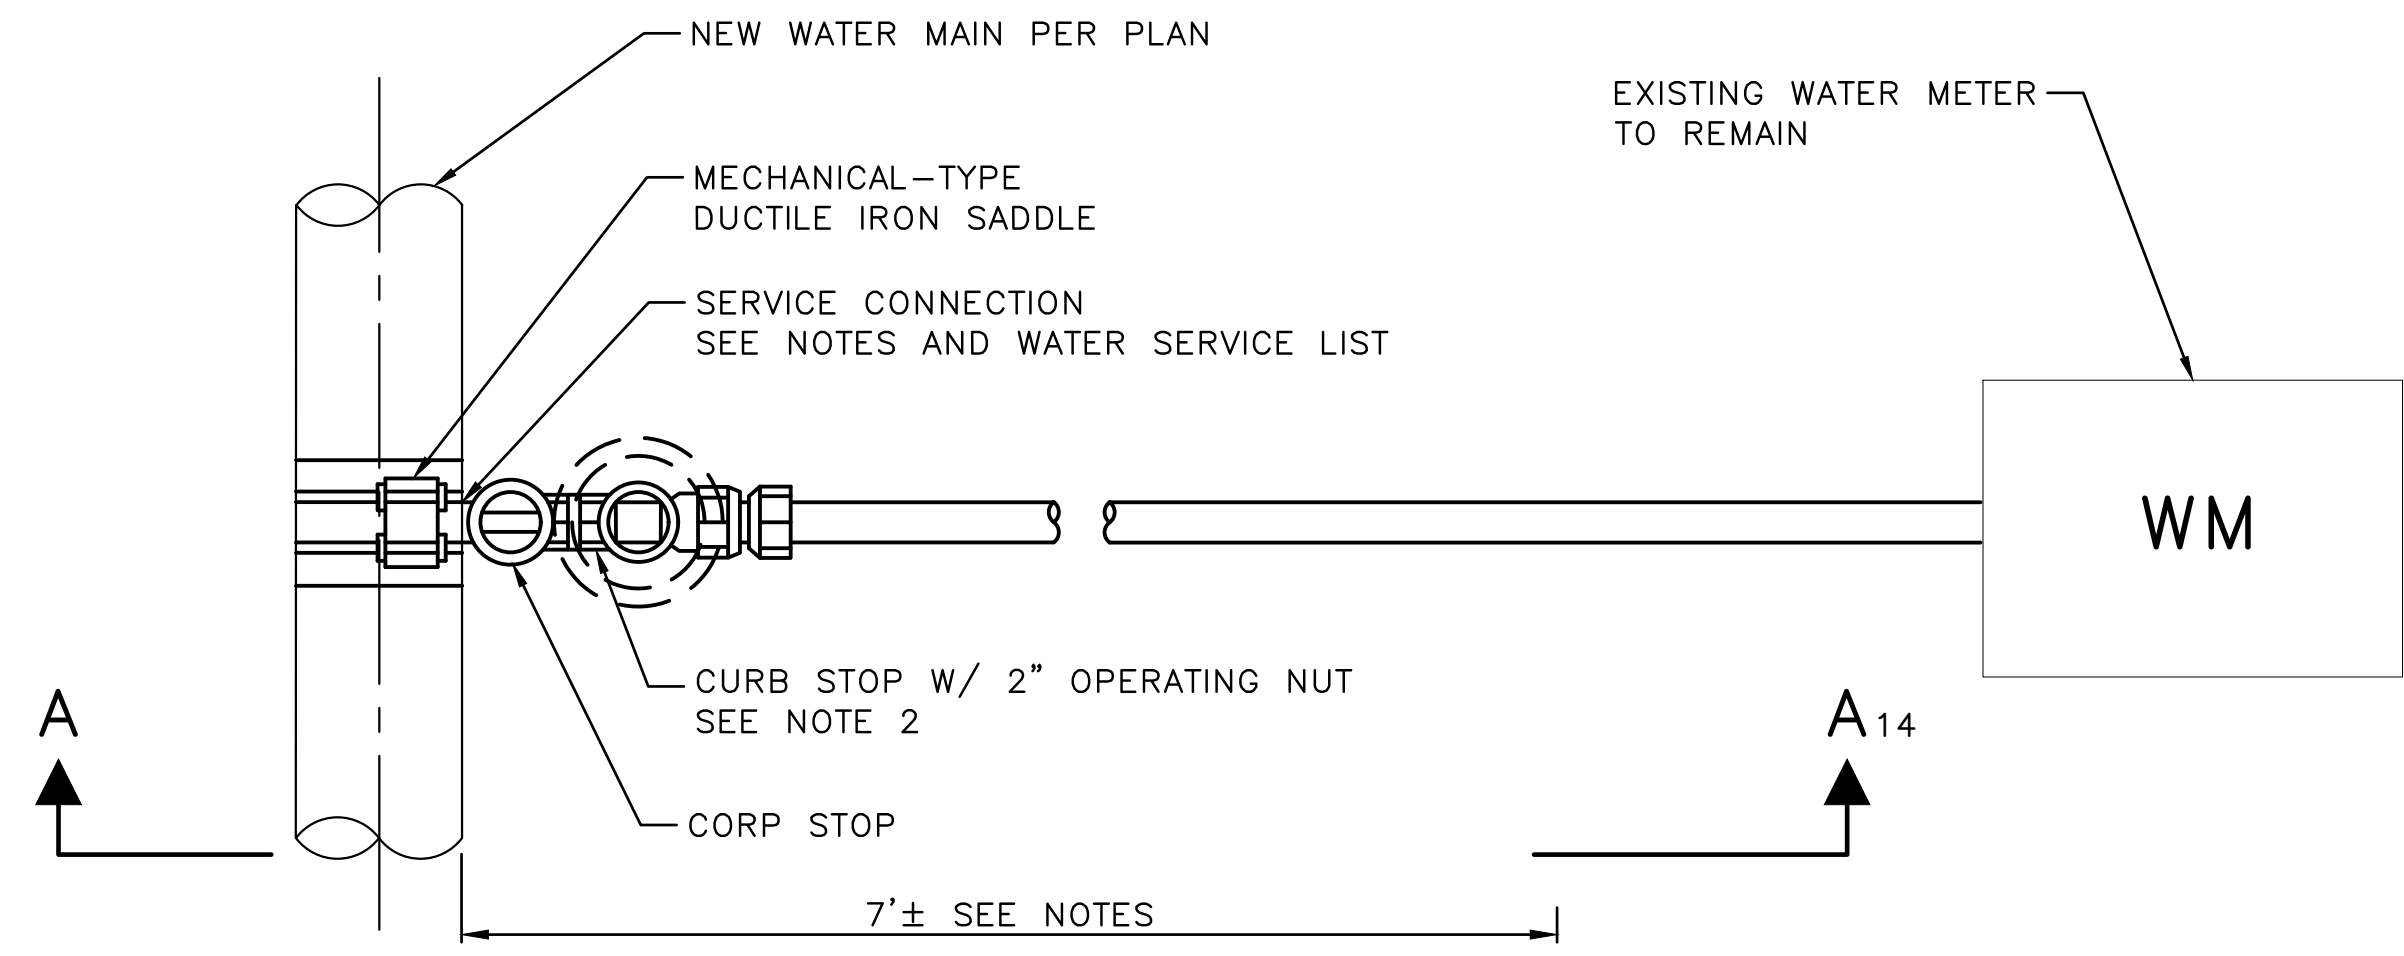 NEW WATER MAIN PER PLAN
EXISTING WATER METER
TO REMAIN
MECHANICAL-TYPE
DUCTILE IRON SADDLE
SERVICE CONNECTION
SEE NOTES AND WATER SERVICE LIST
WM
CURB STOP W/ 2" OPERATING NUT
SEE NOTE 2
A
A 14
CORP STOP
7'± SEE NOTES